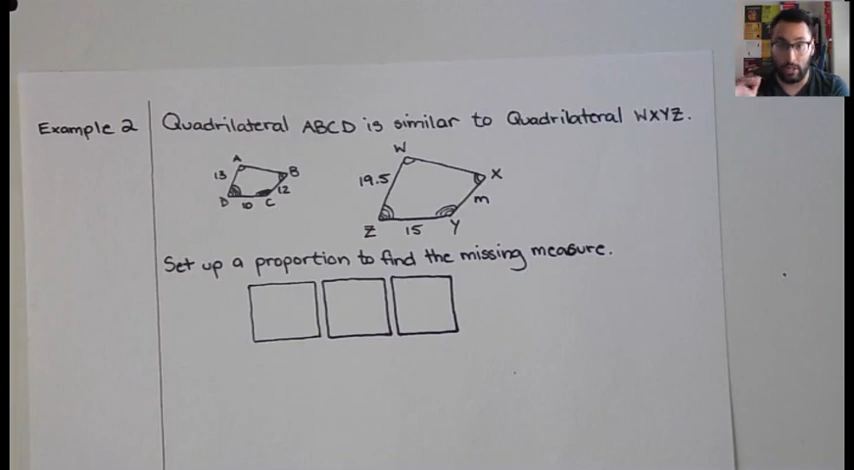 Example 2
Quadrilateral ABCD is similar to Quadrilateral WXYZ.
A
13
B
12
D
10
C
W
19.5
X
m
Z
15
Y
Set up a proportion to find the missing measure.